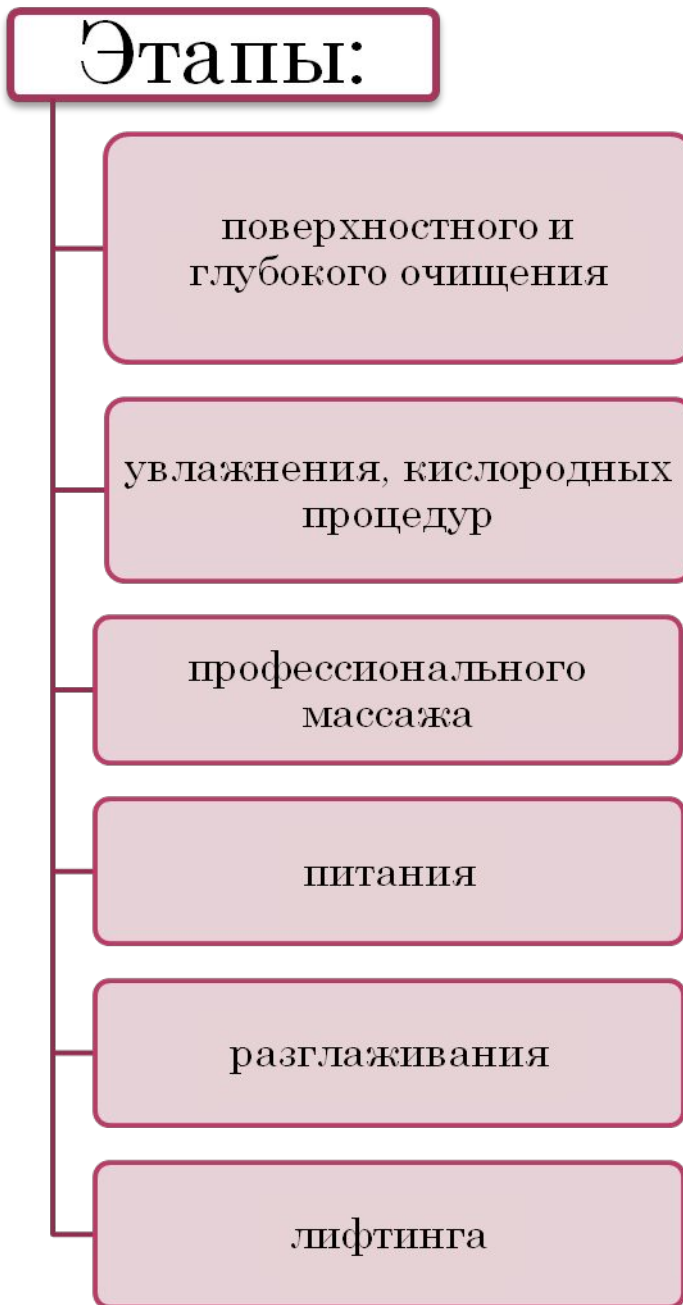 Этапы:
поверхностного и
глубокого очищения
увлажнения, кислородных
процедур
профессионального
массажа
питания
разглаживания
лифтинга